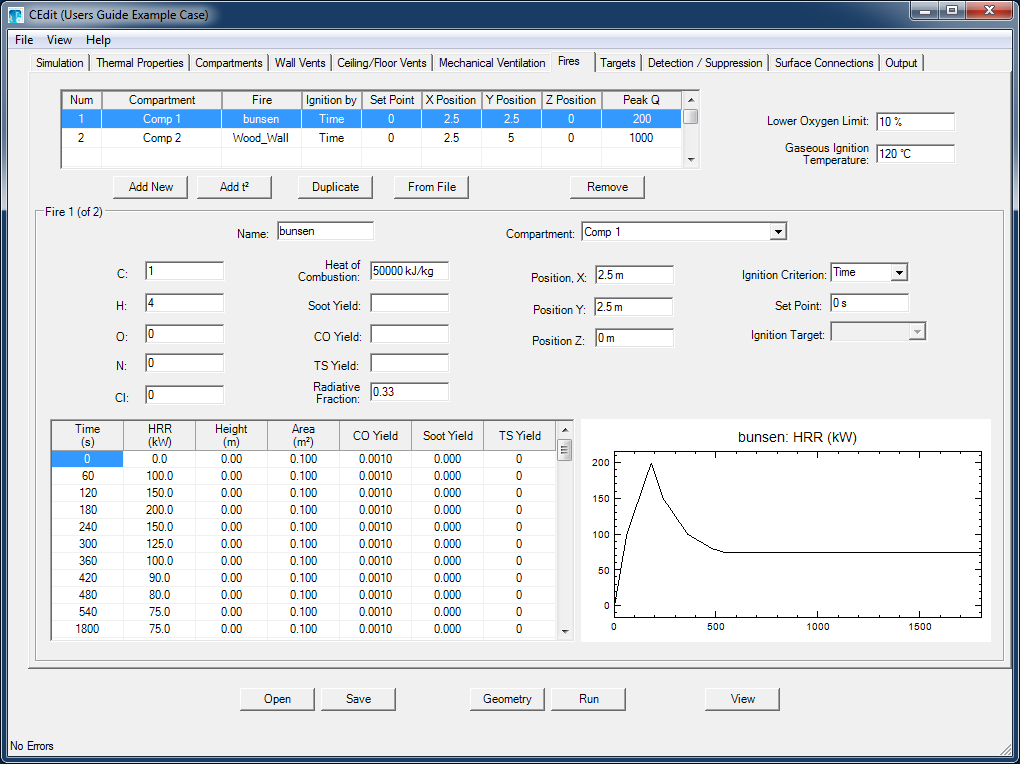 CEdit (Users Guide Example Case)
File View Help
Simulation Thermal Properties Compartments Wall Vents Ceiling/Floor Vents Mechanical Ventilation Fires Targets Detection / Suppression Surface Connections Output
Num Compartment Fire Ignition by Set Point X Position Y Position Z Position Peak Q
1 Comp 1 bunsen Time 0 2.5 2.5 0 200
2 Comp 2 Wood_Wall Time 0 2.5 5 0 1000
Lower Oxygen Limit: 10 %
Gaseous Ignition
Temperature: 120 °C
Add New Add t² Duplicate From File Remove
Fire 1 (of 2)
Name: bunsen Compartment: Comp 1
C: 1
H: 4
O: 0
N: 0
Cl: 0
Heat of
Combustion: 50000 kJ/kg
Soot Yield:
CO Yield:
TS Yield:
Radiative
Fraction: 0.33
Position, X: 2.5 m
Position Y: 2.5 m
Position Z: 0 m
Ignition Criterion: Time
Set Point: 0 s
Ignition Target:
Time HRR Height Area
(s) (kW) (m) (m²) CO Yield Soot Yield TS Yield
0 0.0 0.00 0.100 0.0010 0.000 0
60 100.0 0.00 0.100 0.0010 0.000 0
120 150.0 0.00 0.100 0.0010 0.000 0
180 200.0 0.00 0.100 0.0010 0.000 0
240 150.0 0.00 0.100 0.0010 0.000 0
300 125.0 0.00 0.100 0.0010 0.000 0
360 100.0 0.00 0.100 0.0010 0.000 0
420 90.0 0.00 0.100 0.0010 0.000 0
480 80.0 0.00 0.100 0.0010 0.000 0
540 75.0 0.00 0.100 0.0010 0.000 0
1800 75.0 0.00 0.100 0.0010 0.000 0
bunsen: HRR (kW)
200
150
100
50
0
0 500 1000 1500
Open Save Geometry Run View
No Errors